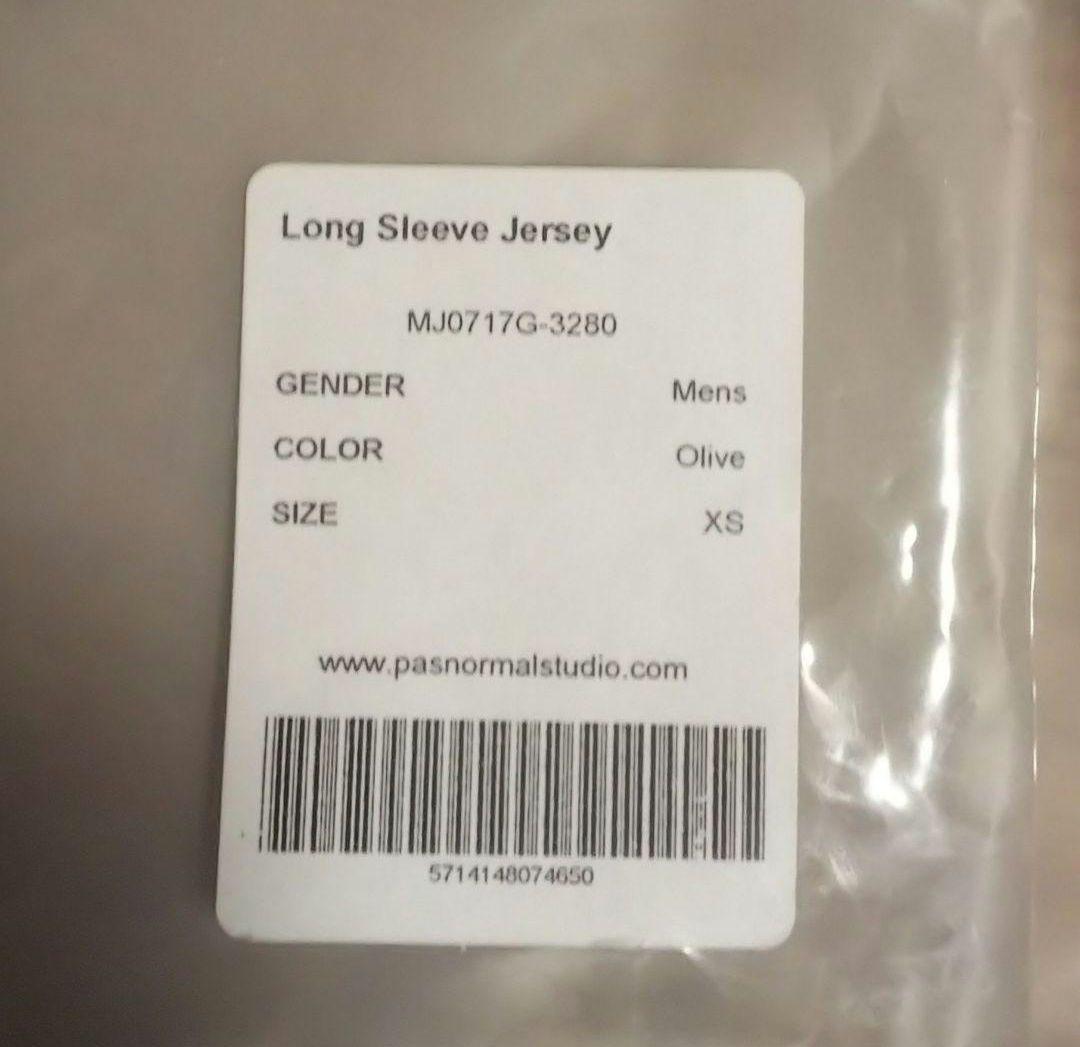 Long Sleeve Jersey
MJ0717G-3280
GENDER Mens
COLOR Olive
SIZE XS
www.pasnormalstudio.com
5714148074650